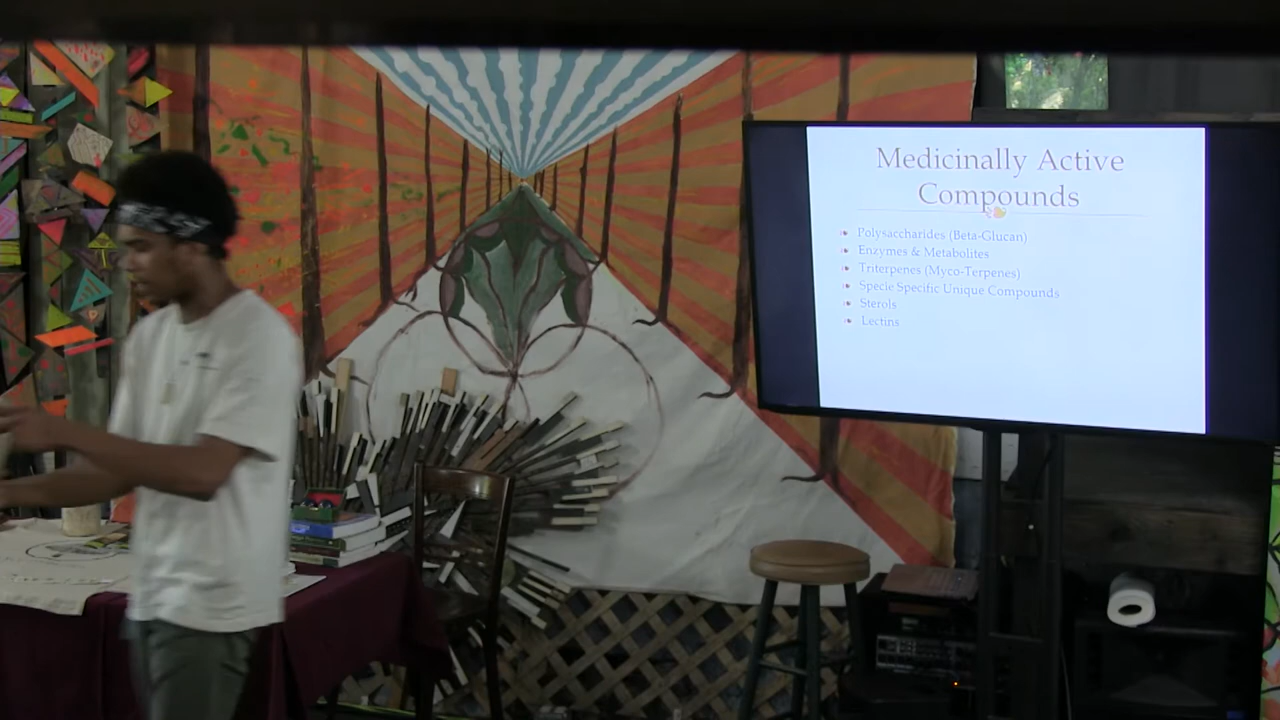 Medicinally Active
Compounds
Polysaccharides (Beta-Glucan)
Enzymes & Metabolites
Triterpenes (Myco-Terpenes)
Specie Specific Unique Compounds
Sterols
Lectins